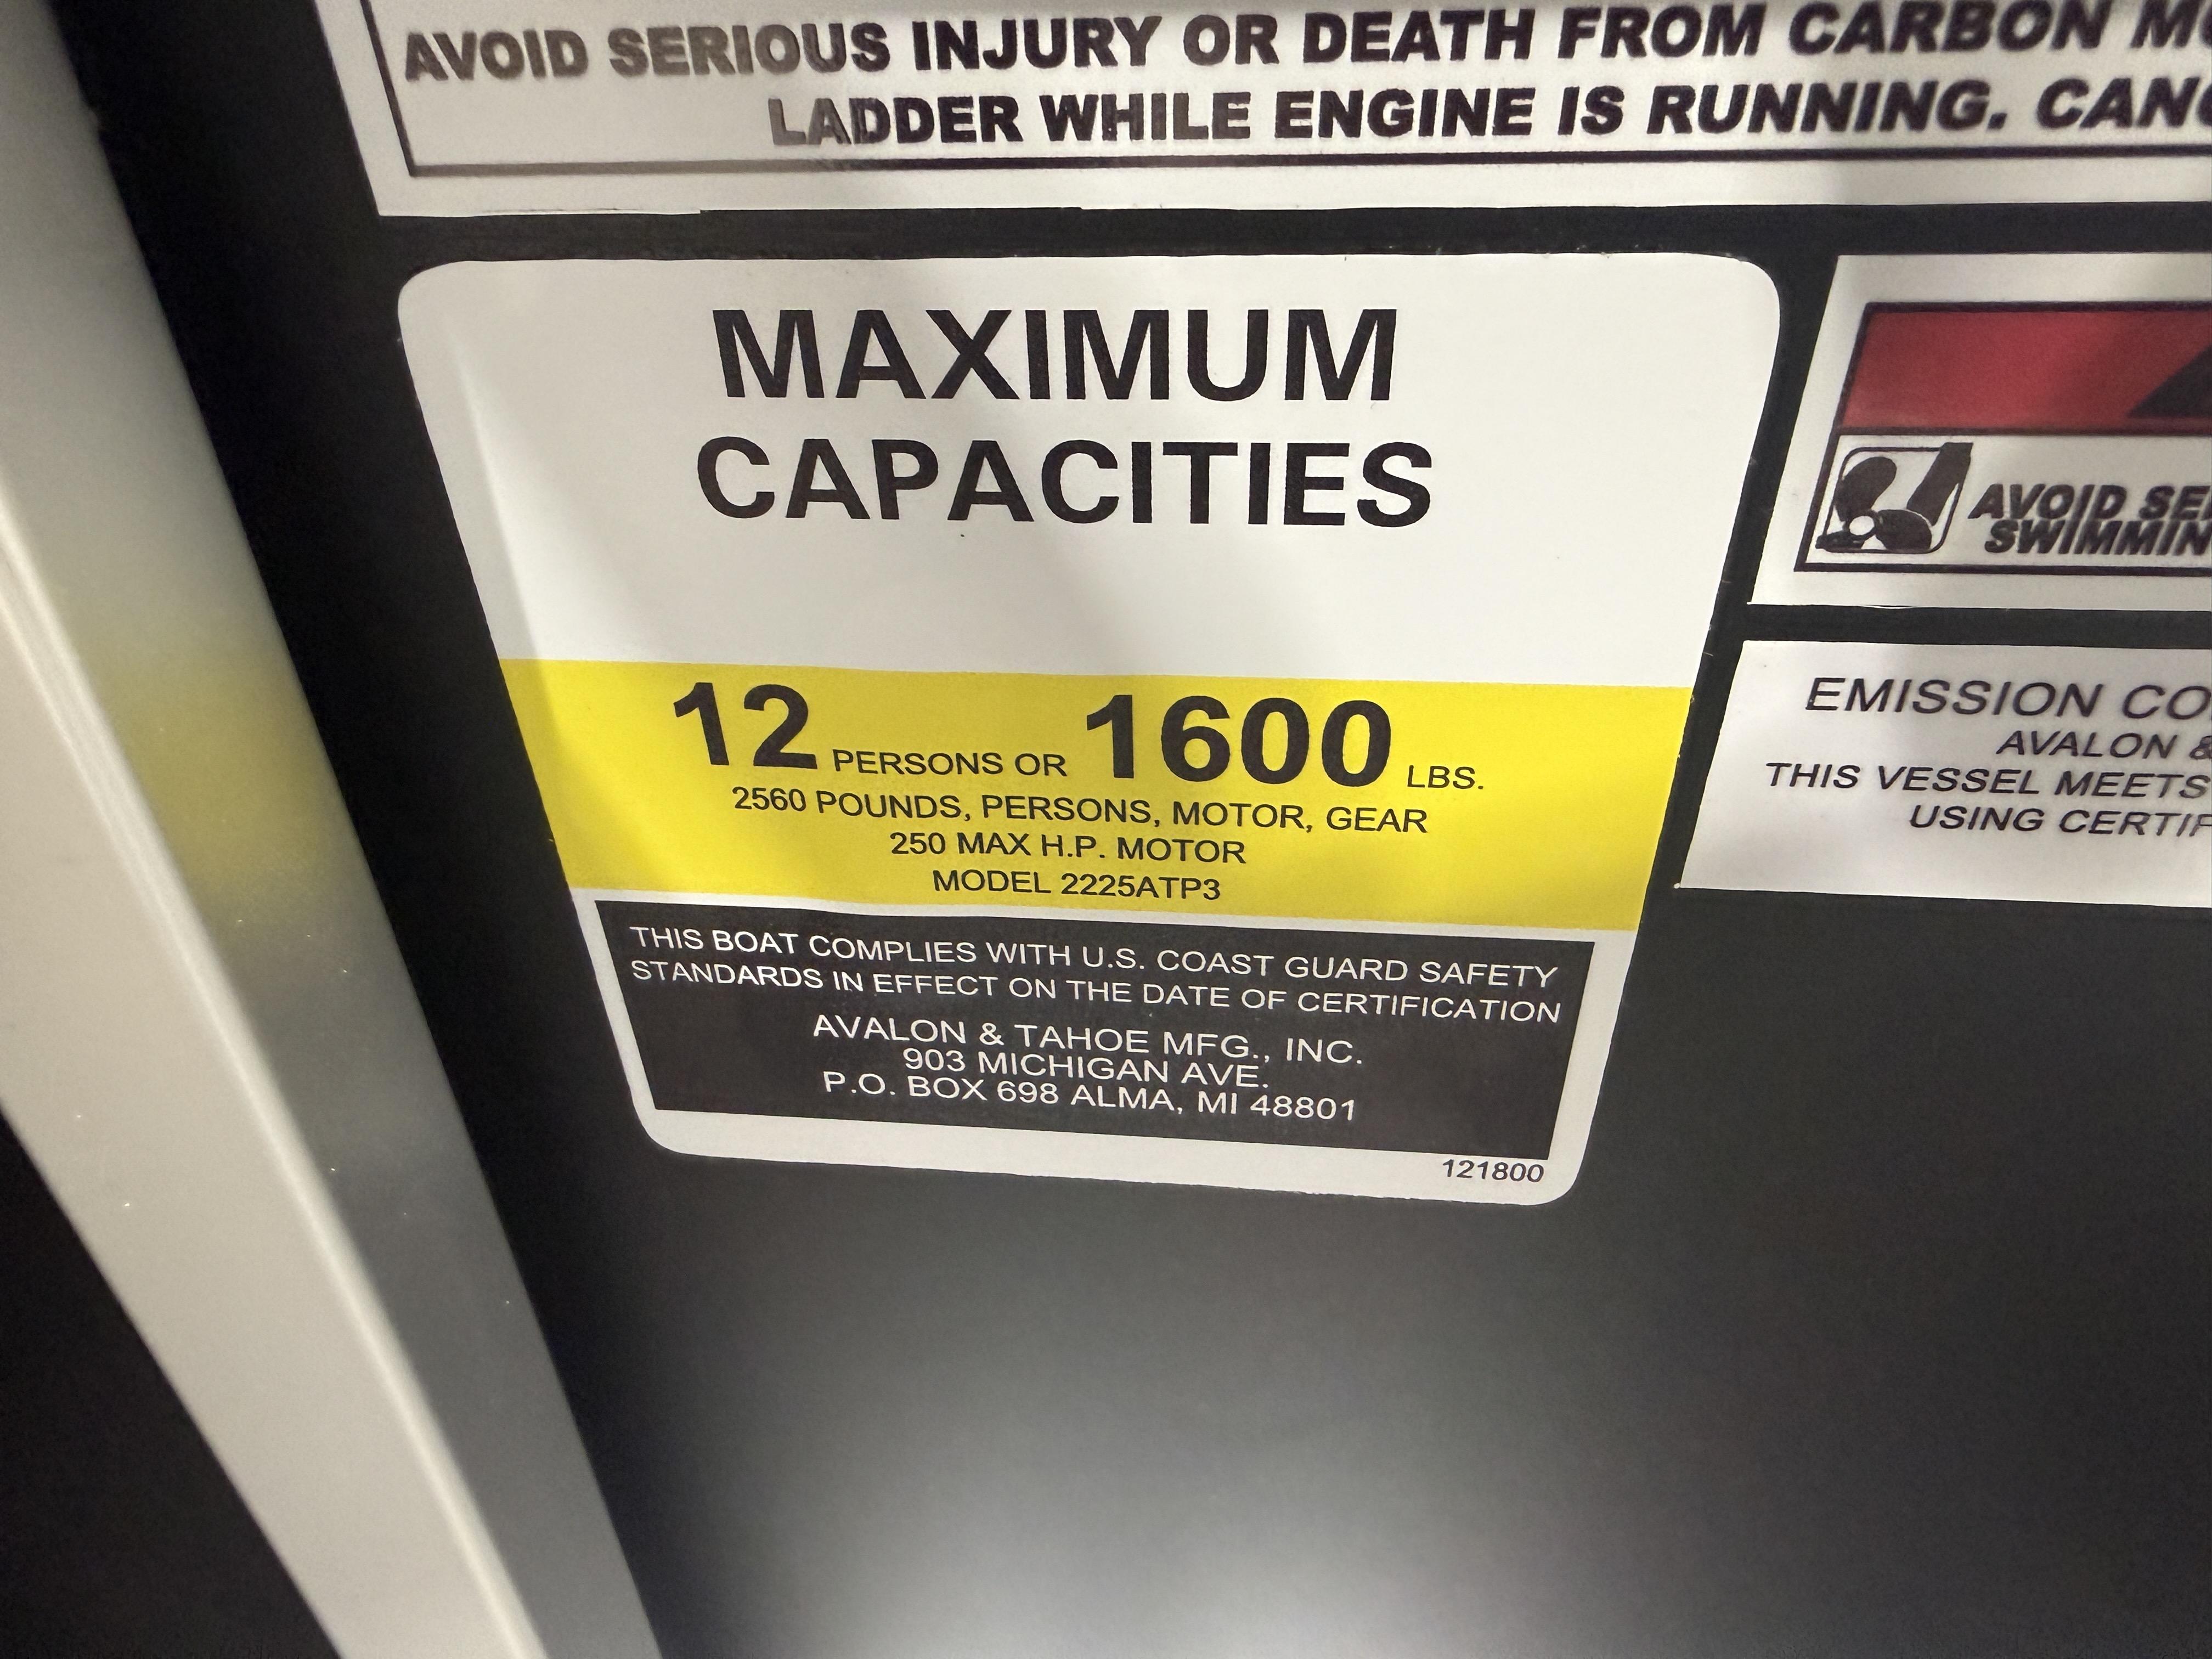 AVOID SERIOUS INJURY OR DEATH FROM CARBON
LADDER WHILE ENGINE IS RUNNING.
MAXIMUM
CAPACITIES
12 PERSONS OR 1600 LBS.
2560 POUNDS, PERSONS, MOTOR, GEAR
250 MAX H.P. MOTOR
MODEL 2225ATP3
THIS BOAT COMPLIES WITH U.S. COAST GUARD SAFETY
STANDARDS IN EFFECT ON THE DATE OF CERTIFICATION
AVALON & TAHOE MFG., INC.
903 MICHIGAN AVE.
P.O. BOX 698 ALMA, MI 48801
121800
AVOID
EMISSION
AVALON &
THIS VESSEL MEETS
USING